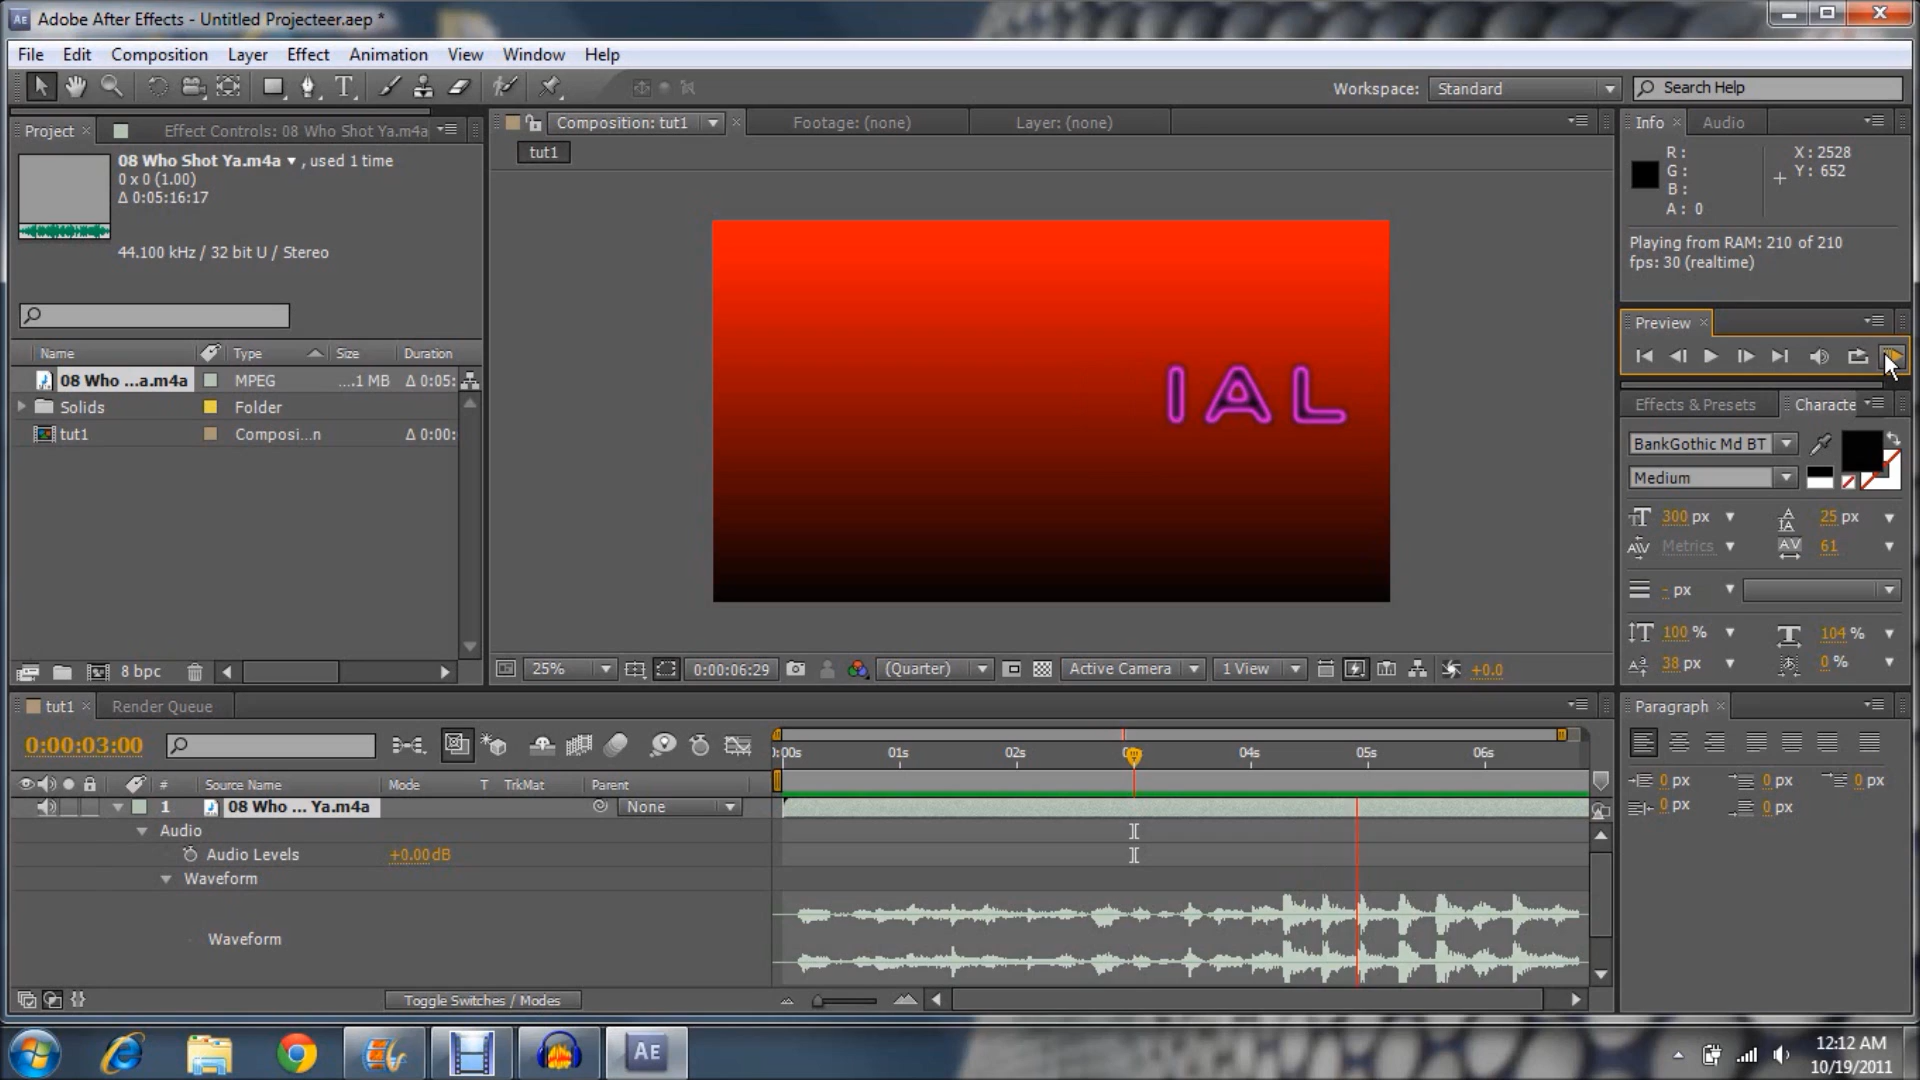 Adobe After Effects - Untitled Projecteer.aep *
File Edit Composition Layer Effect Animation View Window Help
Workspace: Standard Search Help
Project Effect Controls: 08 Who Shot Ya.m4a
Composition: tut1 Footage: (none) Layer: (none)
tut1
08 Who Shot Ya.m4a , used 1 time
0 x 0 (1.00)
Δ 0:05:16:17
44.100 kHz / 32 bit U / Stereo
Name Type Size Duration
08 Who ...a.m4a MPEG ....1 MB Δ 0:05:
Solids Folder
tut1 Composi...n Δ 0:00:
8 bpc
I A L
25% 0:00:06:29 (Quarter) Active Camera 1 View +0.0
Info Audio
R : X : 2528
G : Y : 652
B :
A : 0
Playing from RAM: 210 of 210
fps: 30 (realtime)
Preview
Effects & Presets Characte
BankGothic Md BT
Medium
300 px 25 px
Metrics 61
- px
100 % 104 %
38 px 0 %
tut1 Render Queue
0:00:03:00
01s 02s 04s 05s 06s
# Source Name Mode T TrkMat Parent
1 08 Who ... Ya.m4a None
Audio
Audio Levels +0.00dB
Waveform
Waveform
Toggle Switches / Modes
Paragraph
0 px 0 px 0 px
0 px 0 px
AE
12:12 AM
10/19/2011